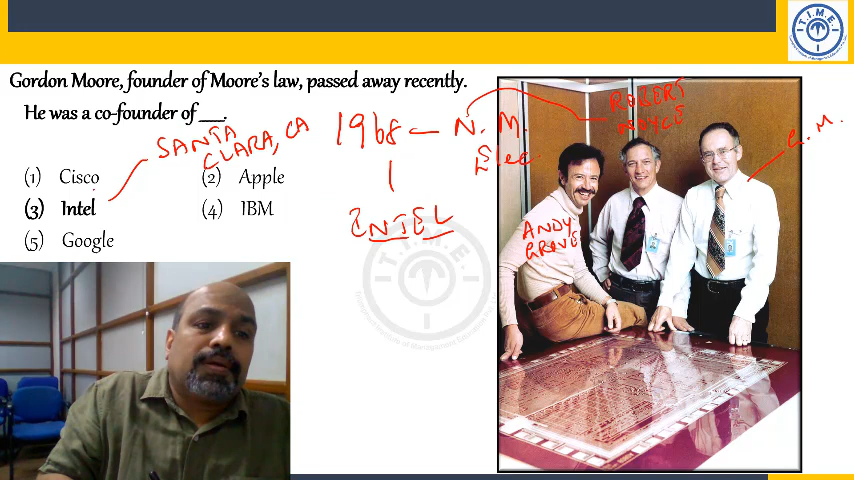 T.I.M.E.
Gordon Moore, founder of Moore's law, passed away recently.
He was a co-founder of ___.
(1) Cisco
(2) Apple
(3) Intel
(4) IBM
(5) Google
SANTA
CLARA, CA
1968 — N. M.
Elec
INTEL
ROBERT
NOYCE
G. M.
ANDY
GROVE
T.I.M.E.